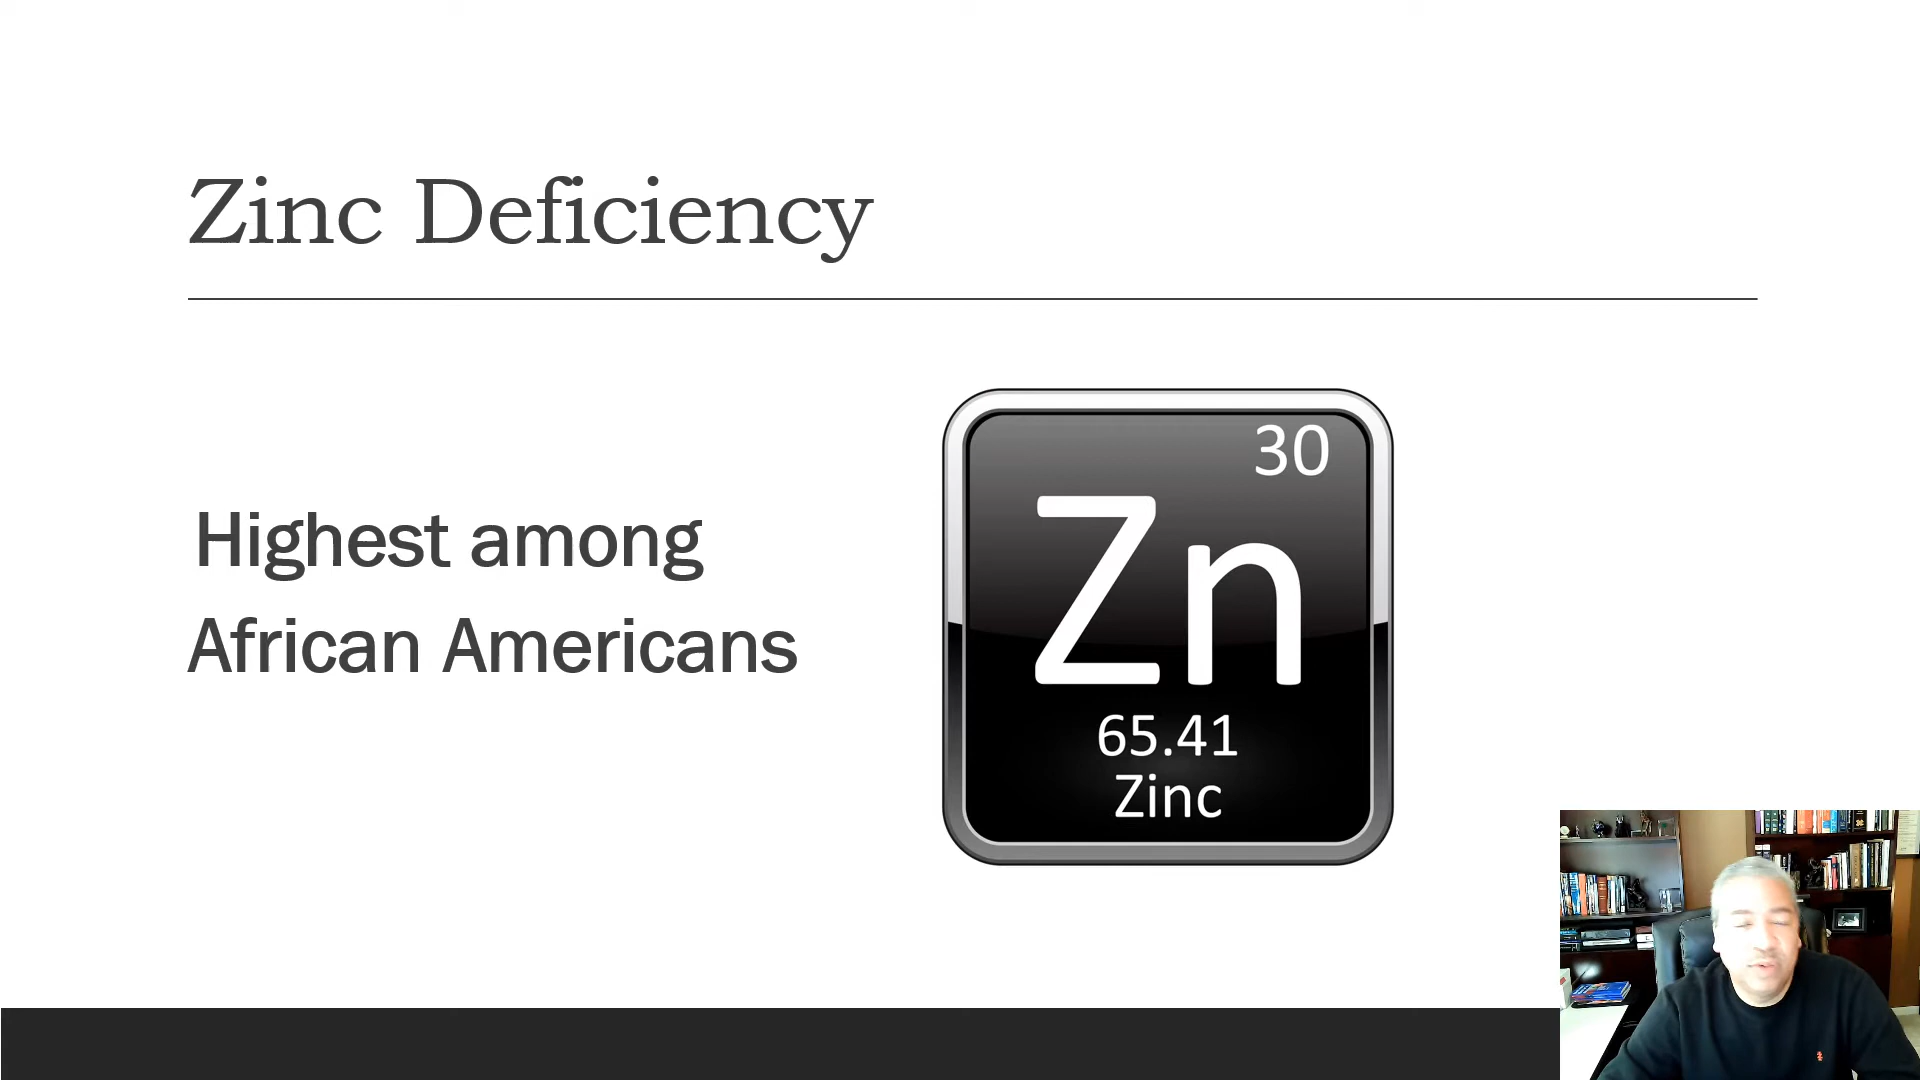 Zinc Deficiency
Highest among
African Americans
30
Zn
65.41
Zinc